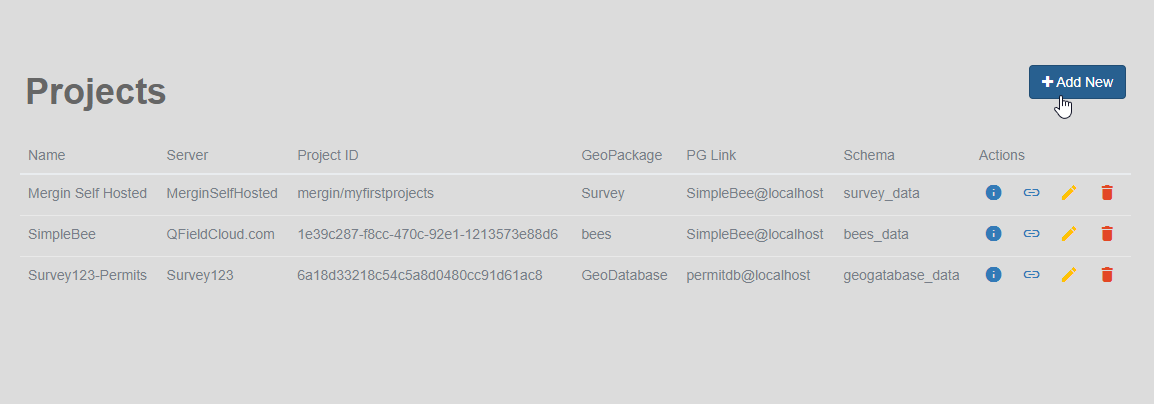 Projects
Add New
Name Server Project ID GeoPackage PG Link Schema Actions
Mergin Self Hosted MerginSelfHosted mergin/myfirstprojects Survey SimpleBee@localhost survey_data
SimpleBee QFieldCloud.com 1e39c287-f8cc-470c-92e1-1213573e88d6 bees SimpleBee@localhost bees_data
Survey123-Permits Survey123 6a18d33218c54c5a8d0480cc91d61ac8 GeoDatabase permitdb@localhost geogatabase_data